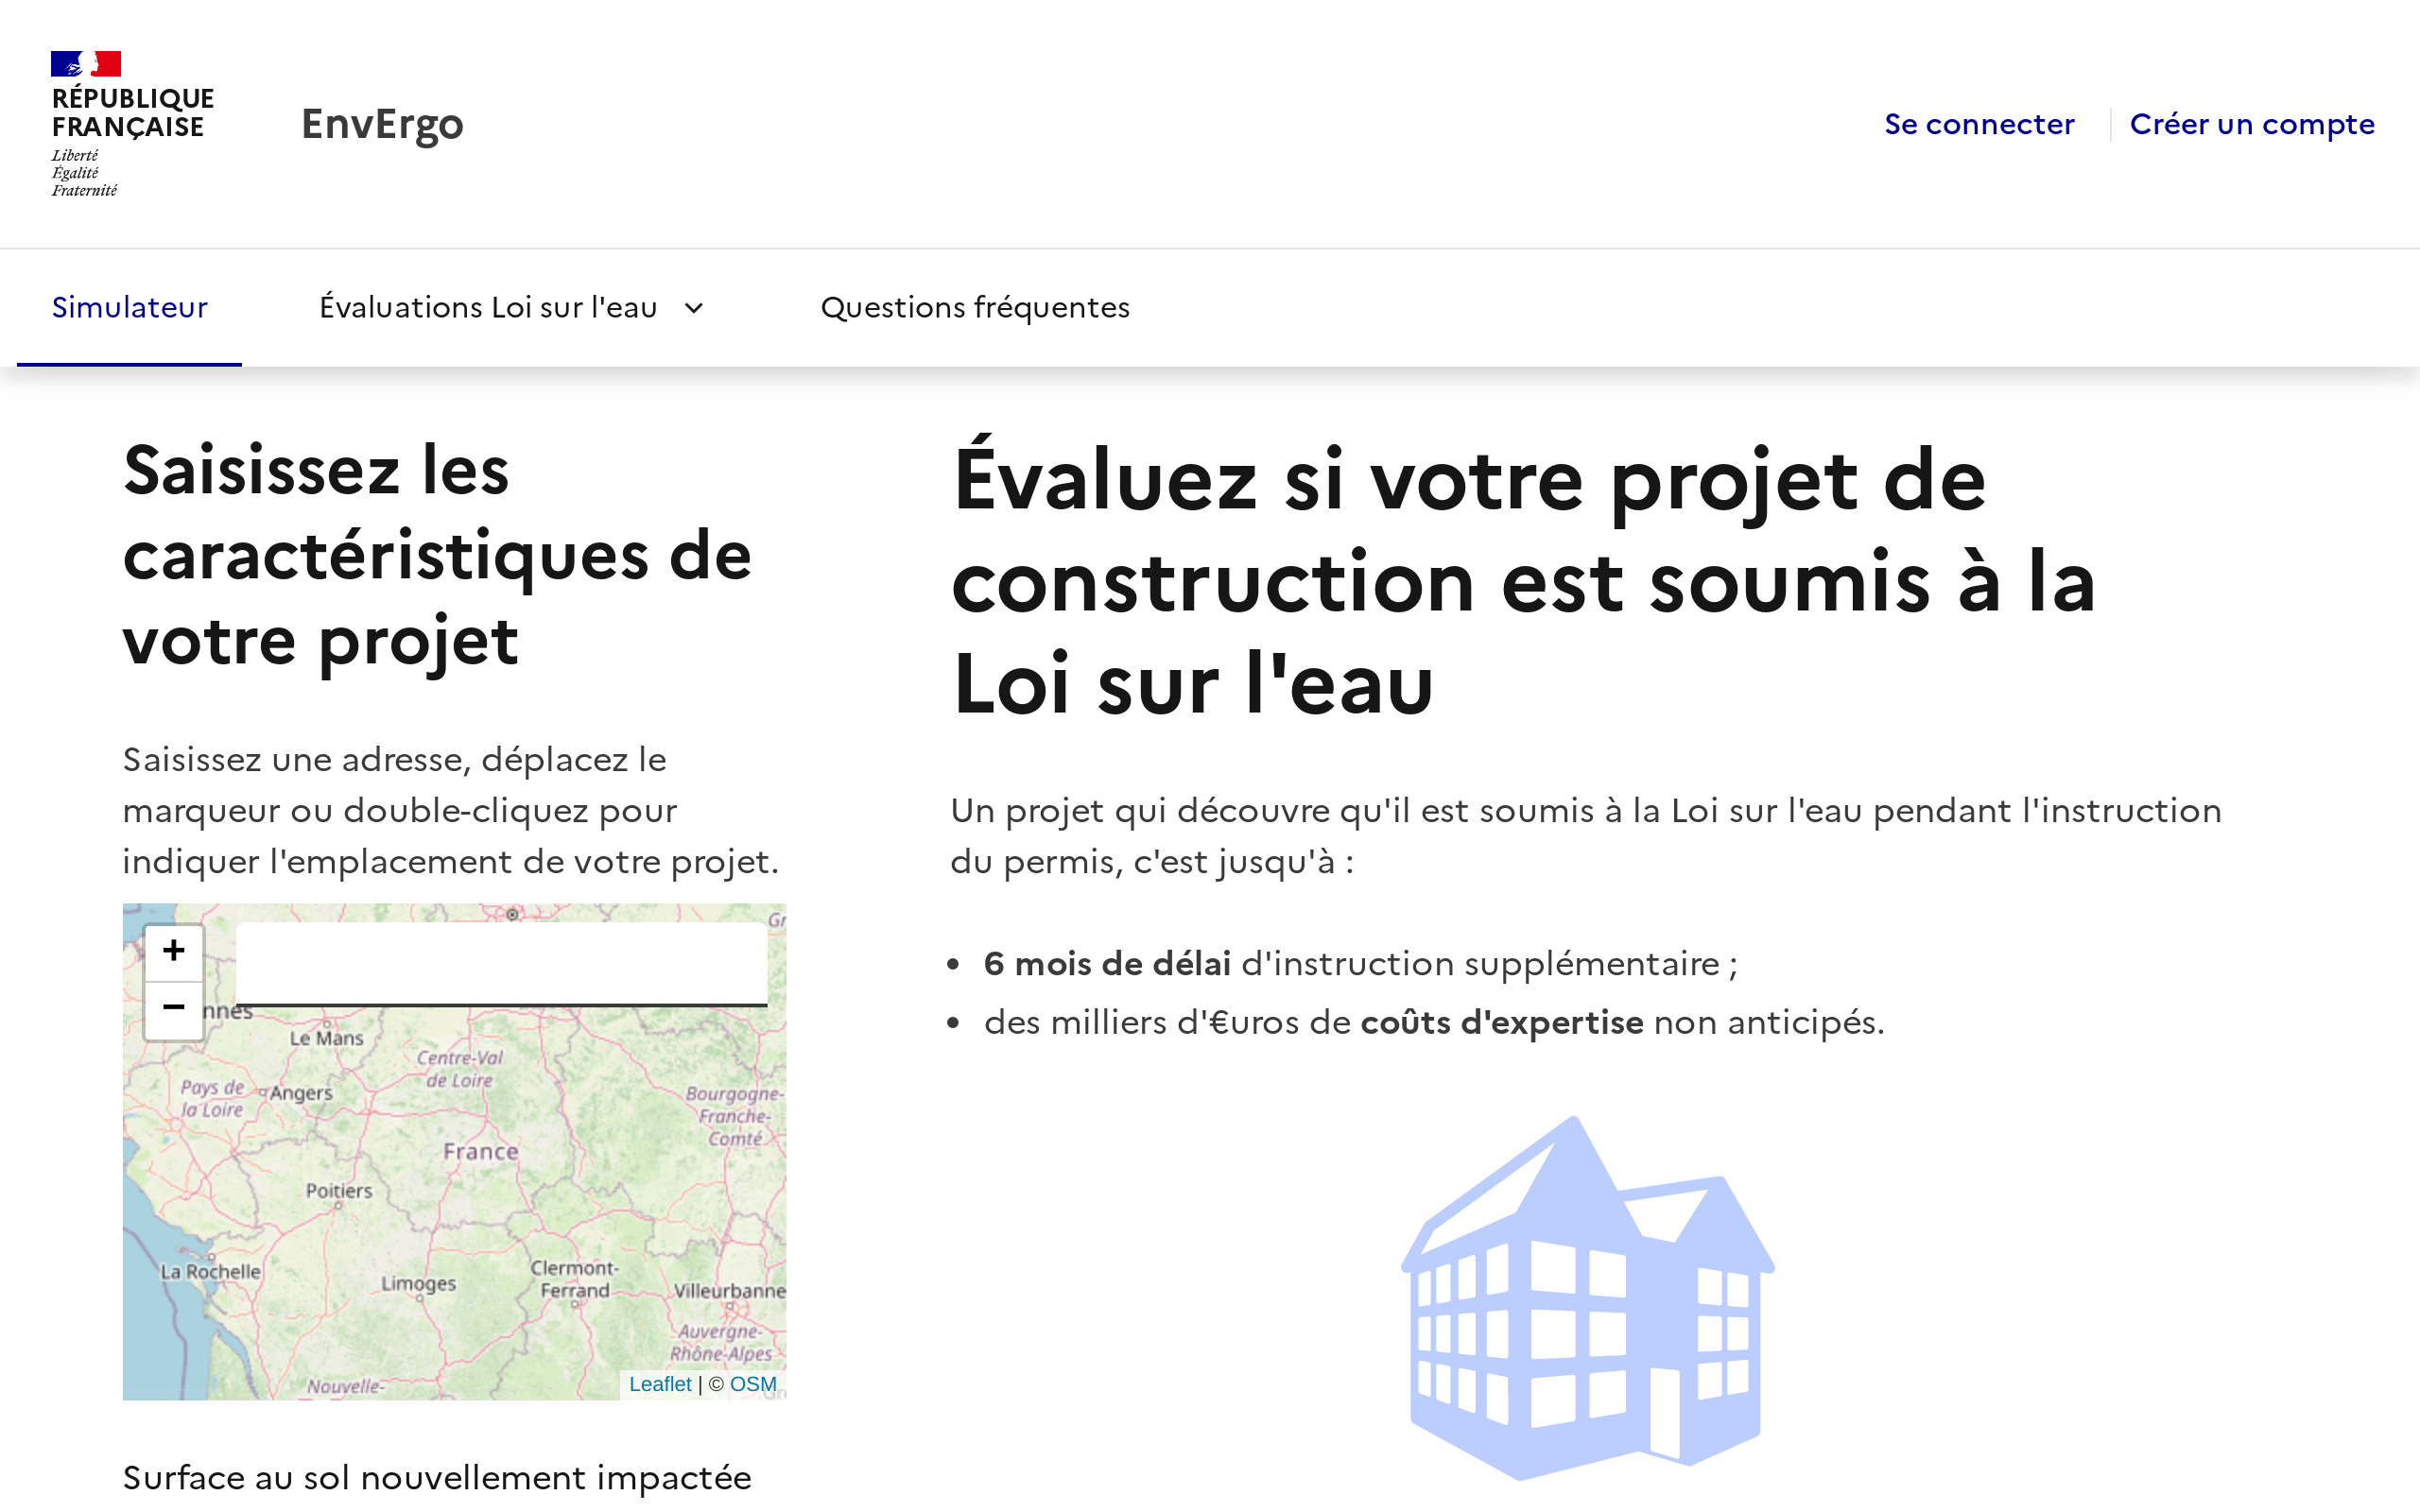 RÉPUBLIQUE
FRANÇAISE
Liberté
Égalité
Fraternité
EnvErgo
Se connecter
Créer un compte
Simulateur
Évaluations Loi sur l'eau
Questions fréquentes
Saisissez les
caractéristiques de
votre projet
Saisissez une adresse, déplacez le
marqueur ou double-cliquez pour
indiquer l'emplacement de votre projet.
+
−
Le Mans
Centre-Val
de Loire
Pays de
la Loire
Angers
Bourgogne-
Franche-
Comté
France
Poitiers
La Rochelle
Limoges
Clermont-
Ferrand
Villeurbanne
Auvergne-
Rhône-Alpes
Nouvelle-
Leaflet | © OSM
Surface au sol nouvellement impactée
Évaluez si votre projet de
construction est soumis à la
Loi sur l'eau
Un projet qui découvre qu'il est soumis à la Loi sur l'eau pendant l'instruction
du permis, c'est jusqu'à :
• 6 mois de délai d'instruction supplémentaire ;
• des milliers d'€uros de coûts d'expertise non anticipés.